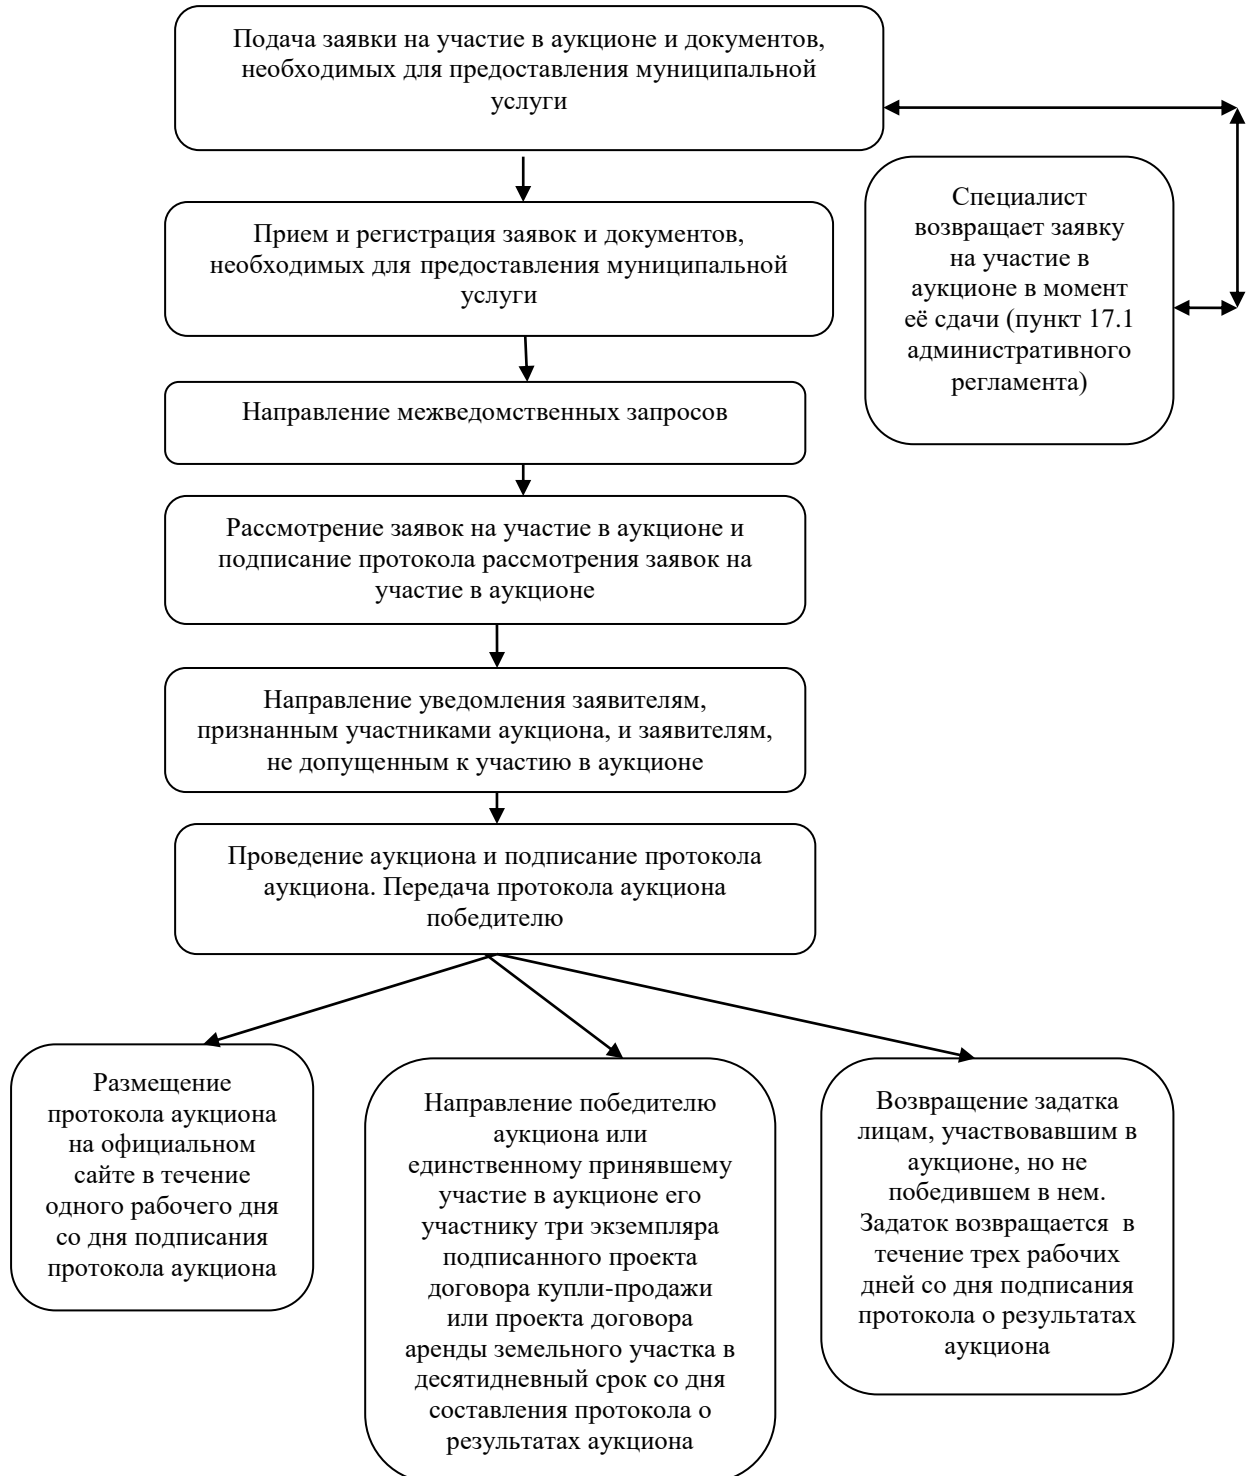 Подача заявки на участие в аукционе и документов,
необходимых для предоставления муниципальной
услуги
Специалист
возвращает заявку
на участие в
аукционе в момент
её сдачи (пункт 17.1
административного
регламента)
Прием и регистрация заявок и документов,
необходимых для предоставления муниципальной
услуги
Направление межведомственных запросов
Рассмотрение заявок на участие в аукционе и
подписание протокола рассмотрения заявок на
участие в аукционе
Направление уведомления заявителям,
признанным участниками аукциона, и заявителям,
не допущенным к участию в аукционе
Проведение аукциона и подписание протокола
аукциона. Передача протокола аукциона
победителю
Размещение
протокола аукциона
на официальном
сайте в течение
одного рабочего дня
со дня подписания
протокола аукциона
Направление победителю
аукциона или
единственному принявшему
участие в аукционе его
участнику три экземпляра
подписанного проекта
договора купли-продажи
или проекта договора
аренды земельного участка в
десятидневный срок со дня
составления протокола о
результатах аукциона
Возвращение задатка
лицам, участвовавшим в
аукционе, но не
победившем в нем.
Задаток возвращается в
течение трех рабочих
дней со дня подписания
протокола о результатах
аукциона